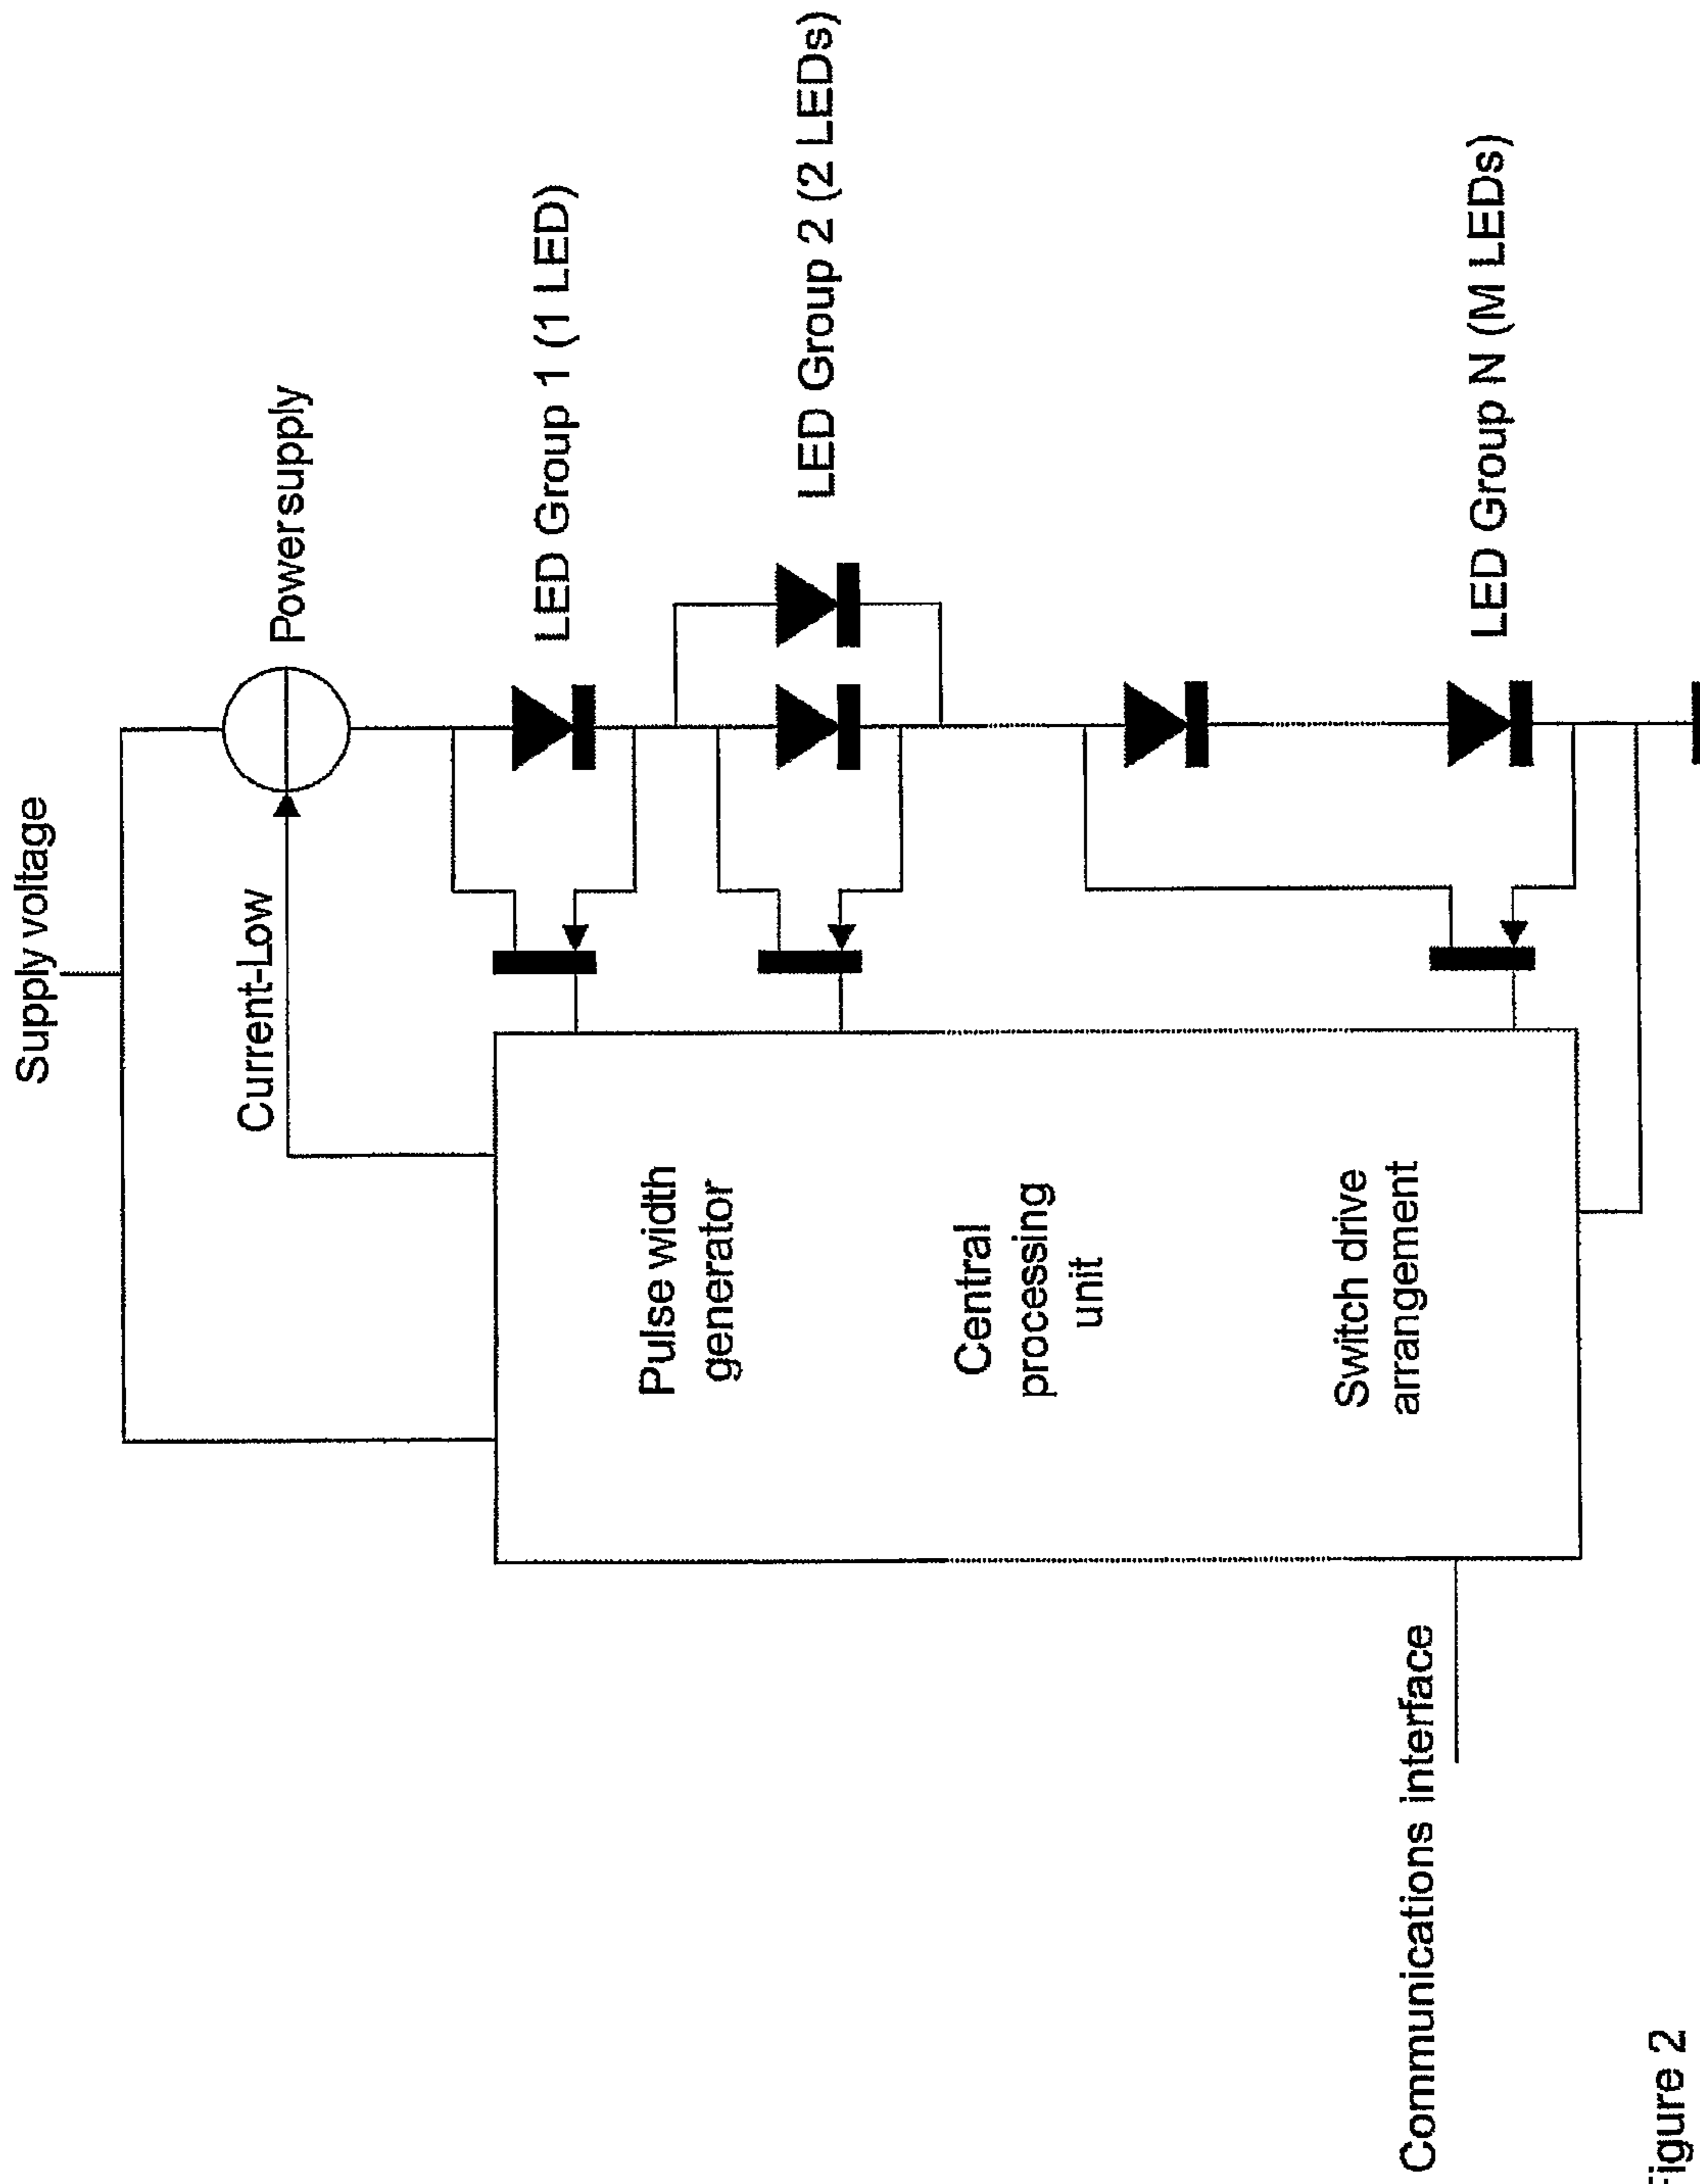 Supply voltage
Current-Low
Powersupply
LED Group 1 (1 LED)
LED Group 2 (2 LEDs)
LED Group N (M LEDs)
Pulse width
generator
Central
processing
unit
Switch drive
arrangement
Communications interface
igure 2